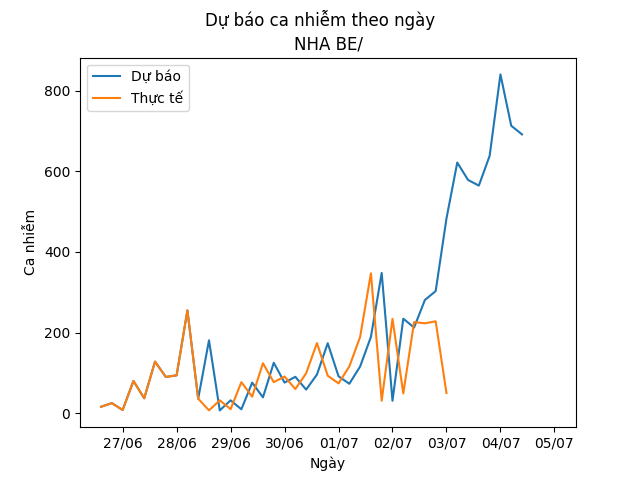 Dự báo ca nhiễm theo ngày
NHA BE/
Dự báo
Thực tế
Ca nhiễm
800
600
400
200
0
27/06 28/06 29/06 30/06 01/07 02/07 03/07 04/07 05/07
Ngày